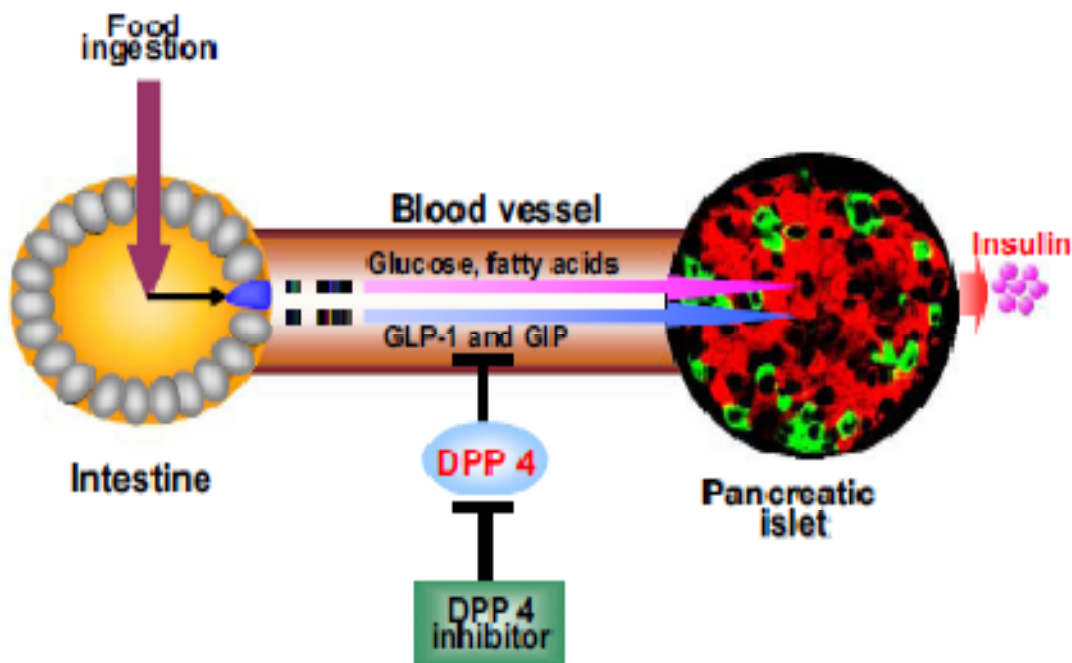 Food
ingestion
Blood vessel
Glucose, fatty acids
GLP-1 and GIP
Insulin
DPP 4
Intestine
Pancreatic
islet
DPP 4
inhibitor